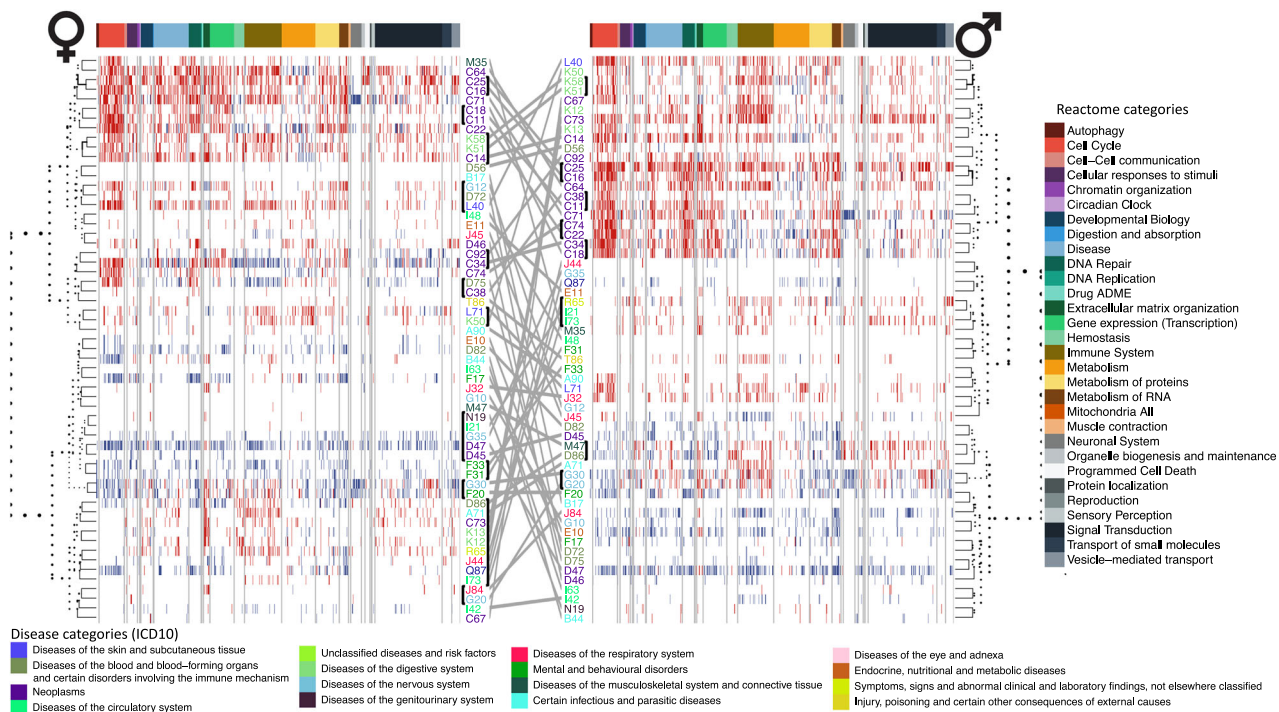 M35
C64
C25
C16
C71
C18
C11
C22
K58
K51
C14
D56
B17
G12
D72
L40
I48
E11
J45
D46
C92
C34
C74
D75
C38
T86
L71
K50
A90
E10
D82
B44
I63
F17
J32
G10
M47
N19
I21
G35
D47
D45
F33
F31
G30
F20
D86
A71
C73
K13
K12
R65
J44
Q87
I73
J84
G20
I42
C67
L40
K50
K58
K51
C67
K12
C73
K13
C14
D56
C92
C25
C16
C64
C38
C11
C71
C74
C22
C34
C18
J44
G35
Q87
E11
R65
I21
I73
M35
I48
F31
T86
F33
A90
L71
J32
G12
J45
D82
D45
M47
D86
A71
G30
G20
F20
B17
J84
G10
E10
F17
D72
D75
D47
D46
I63
I42
N19
B44
Reactome categories
Autophagy
Cell Cycle
Cell–Cell communication
Cellular responses to stimuli
Chromatin organization
Circadian Clock
Developmental Biology
Digestion and absorption
Disease
DNA Repair
DNA Replication
Drug ADME
Extracellular matrix organization
Gene expression (Transcription)
Hemostasis
Immune System
Metabolism
Metabolism of proteins
Metabolism of RNA
Mitochondria All
Muscle contraction
Neuronal System
Organelle biogenesis and maintenance
Programmed Cell Death
Protein localization
Reproduction
Sensory Perception
Signal Transduction
Transport of small molecules
Vesicle–mediated transport
Disease categories (ICD10)
Diseases of the skin and subcutaneous tissue
Diseases of the blood and blood–forming organs
and certain disorders involving the immune mechanism
Neoplasms
Diseases of the circulatory system
Unclassified diseases and risk factors
Diseases of the digestive system
Diseases of the nervous system
Diseases of the genitourinary system
Diseases of the respiratory system
Mental and behavioural disorders
Diseases of the musculoskeletal system and connective tissue
Certain infectious and parasitic diseases
Diseases of the eye and adnexa
Endocrine, nutritional and metabolic diseases
Symptoms, signs and abnormal clinical and laboratory findings, not elsewhere classified
Injury, poisoning and certain other consequences of external causes